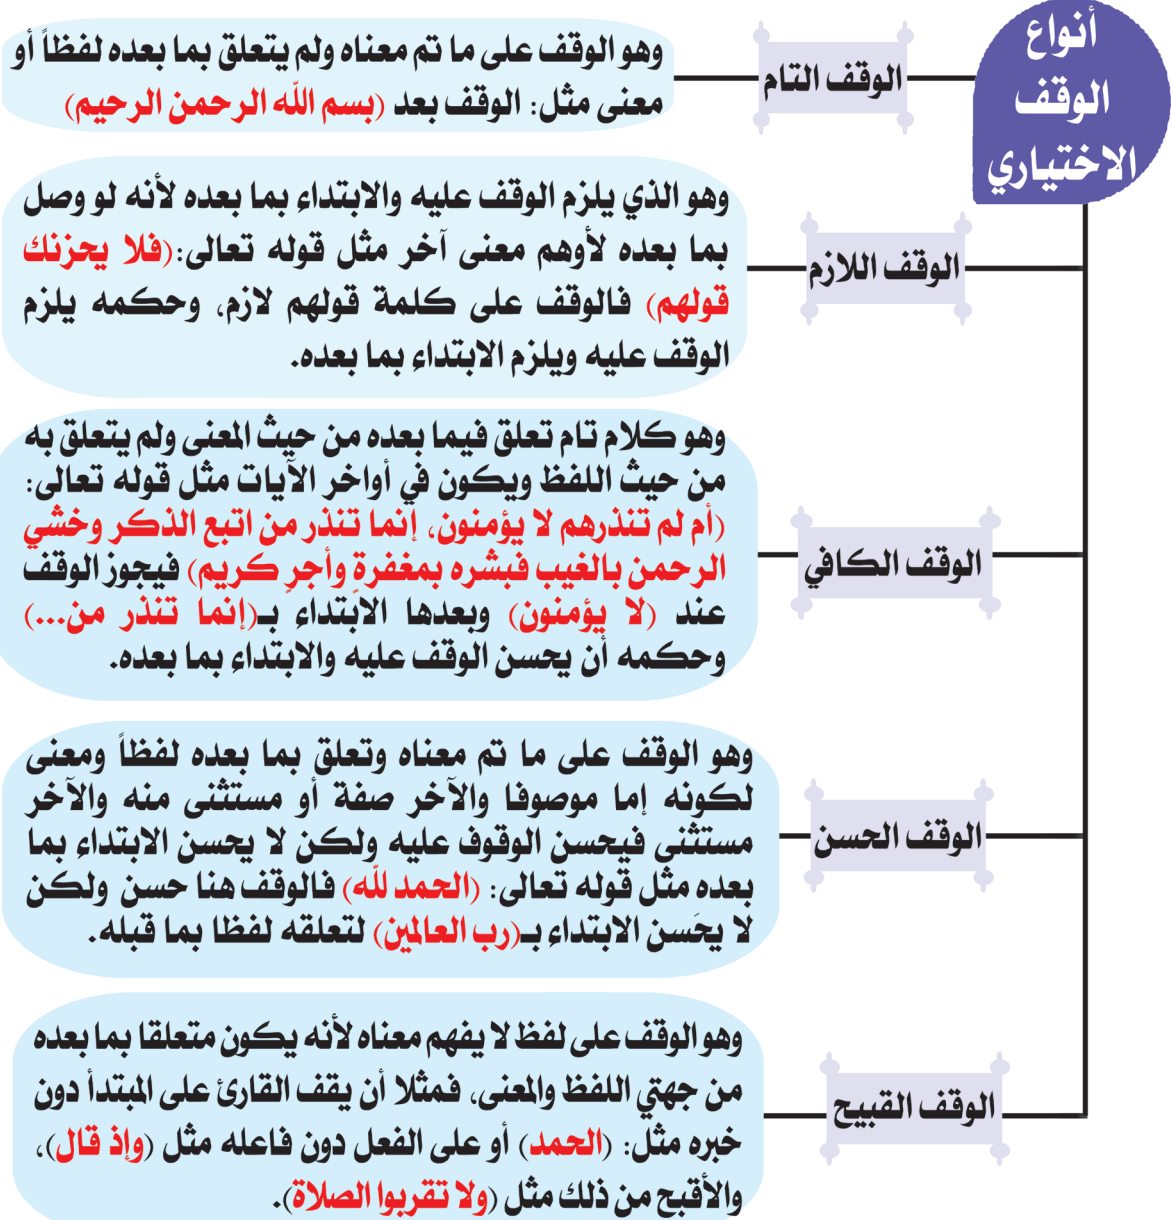 أنواع
الوقف
الاختياري
الوقف التام
وهو الوقف على ما تم معناه ولم يتعلق بما بعده لفظاً أو
معنى مثل: الوقف بعد (بسم الله الرحمن الرحيم)
الوقف اللازم
وهو الذي يلزم الوقف عليه والابتداء بما بعده لأنه لو وصل
بما بعده لأوهم معنى آخر مثل قوله تعالى:(فلا يحزنك
قولهم) فالوقف على كلمة قولهم لازم، وحكمه يلزم
الوقف عليه ويلزم الابتداء بما بعده.
الوقف الكافي
وهو كلام تام تعلق فيما بعده من حيث المعنى ولم يتعلق به
من حيث اللفظ ويكون في أواخر الآيات مثل قوله تعالى:
(أم لم تنذرهم لا يؤمنون، إنما تنذر من اتبع الذكر وخشي
الرحمن بالغيب فبشره بمغفرةٍ وأجرٍ كريم) فيجوز الوقف
عند (لا يؤمنون) وبعدها الابتداء بـ(إنما تنذر من...)
وحكمه أن يحسن الوقف عليه والابتداء بما بعده.
الوقف الحسن
وهو الوقف على ما تم معناه وتعلق بما بعده لفظاً ومعنى
لكونه إما موصوفا والآخر صفة أو مستثنى منه والآخر
مستثنى فيحسن الوقوف عليه ولكن لا يحسن الابتداء بما
بعده مثل قوله تعالى: (الحمد لله) فالوقف هنا حسن ولكن
لا يحَسن الابتداء بـ(رب العالمين) لتعلقه لفظا بما قبله.
الوقف القبيح
وهو الوقف على لفظ لا يفهم معناه لأنه يكون متعلقا بما بعده
من جهتي اللفظ والمعنى، فمثلا أن يقف القارئ على المبتدأ دون
خبره مثل: (الحمد) أو على الفعل دون فاعله مثل (وإذ قال)،
والأقبح من ذلك مثل (ولا تقربوا الصلاة).